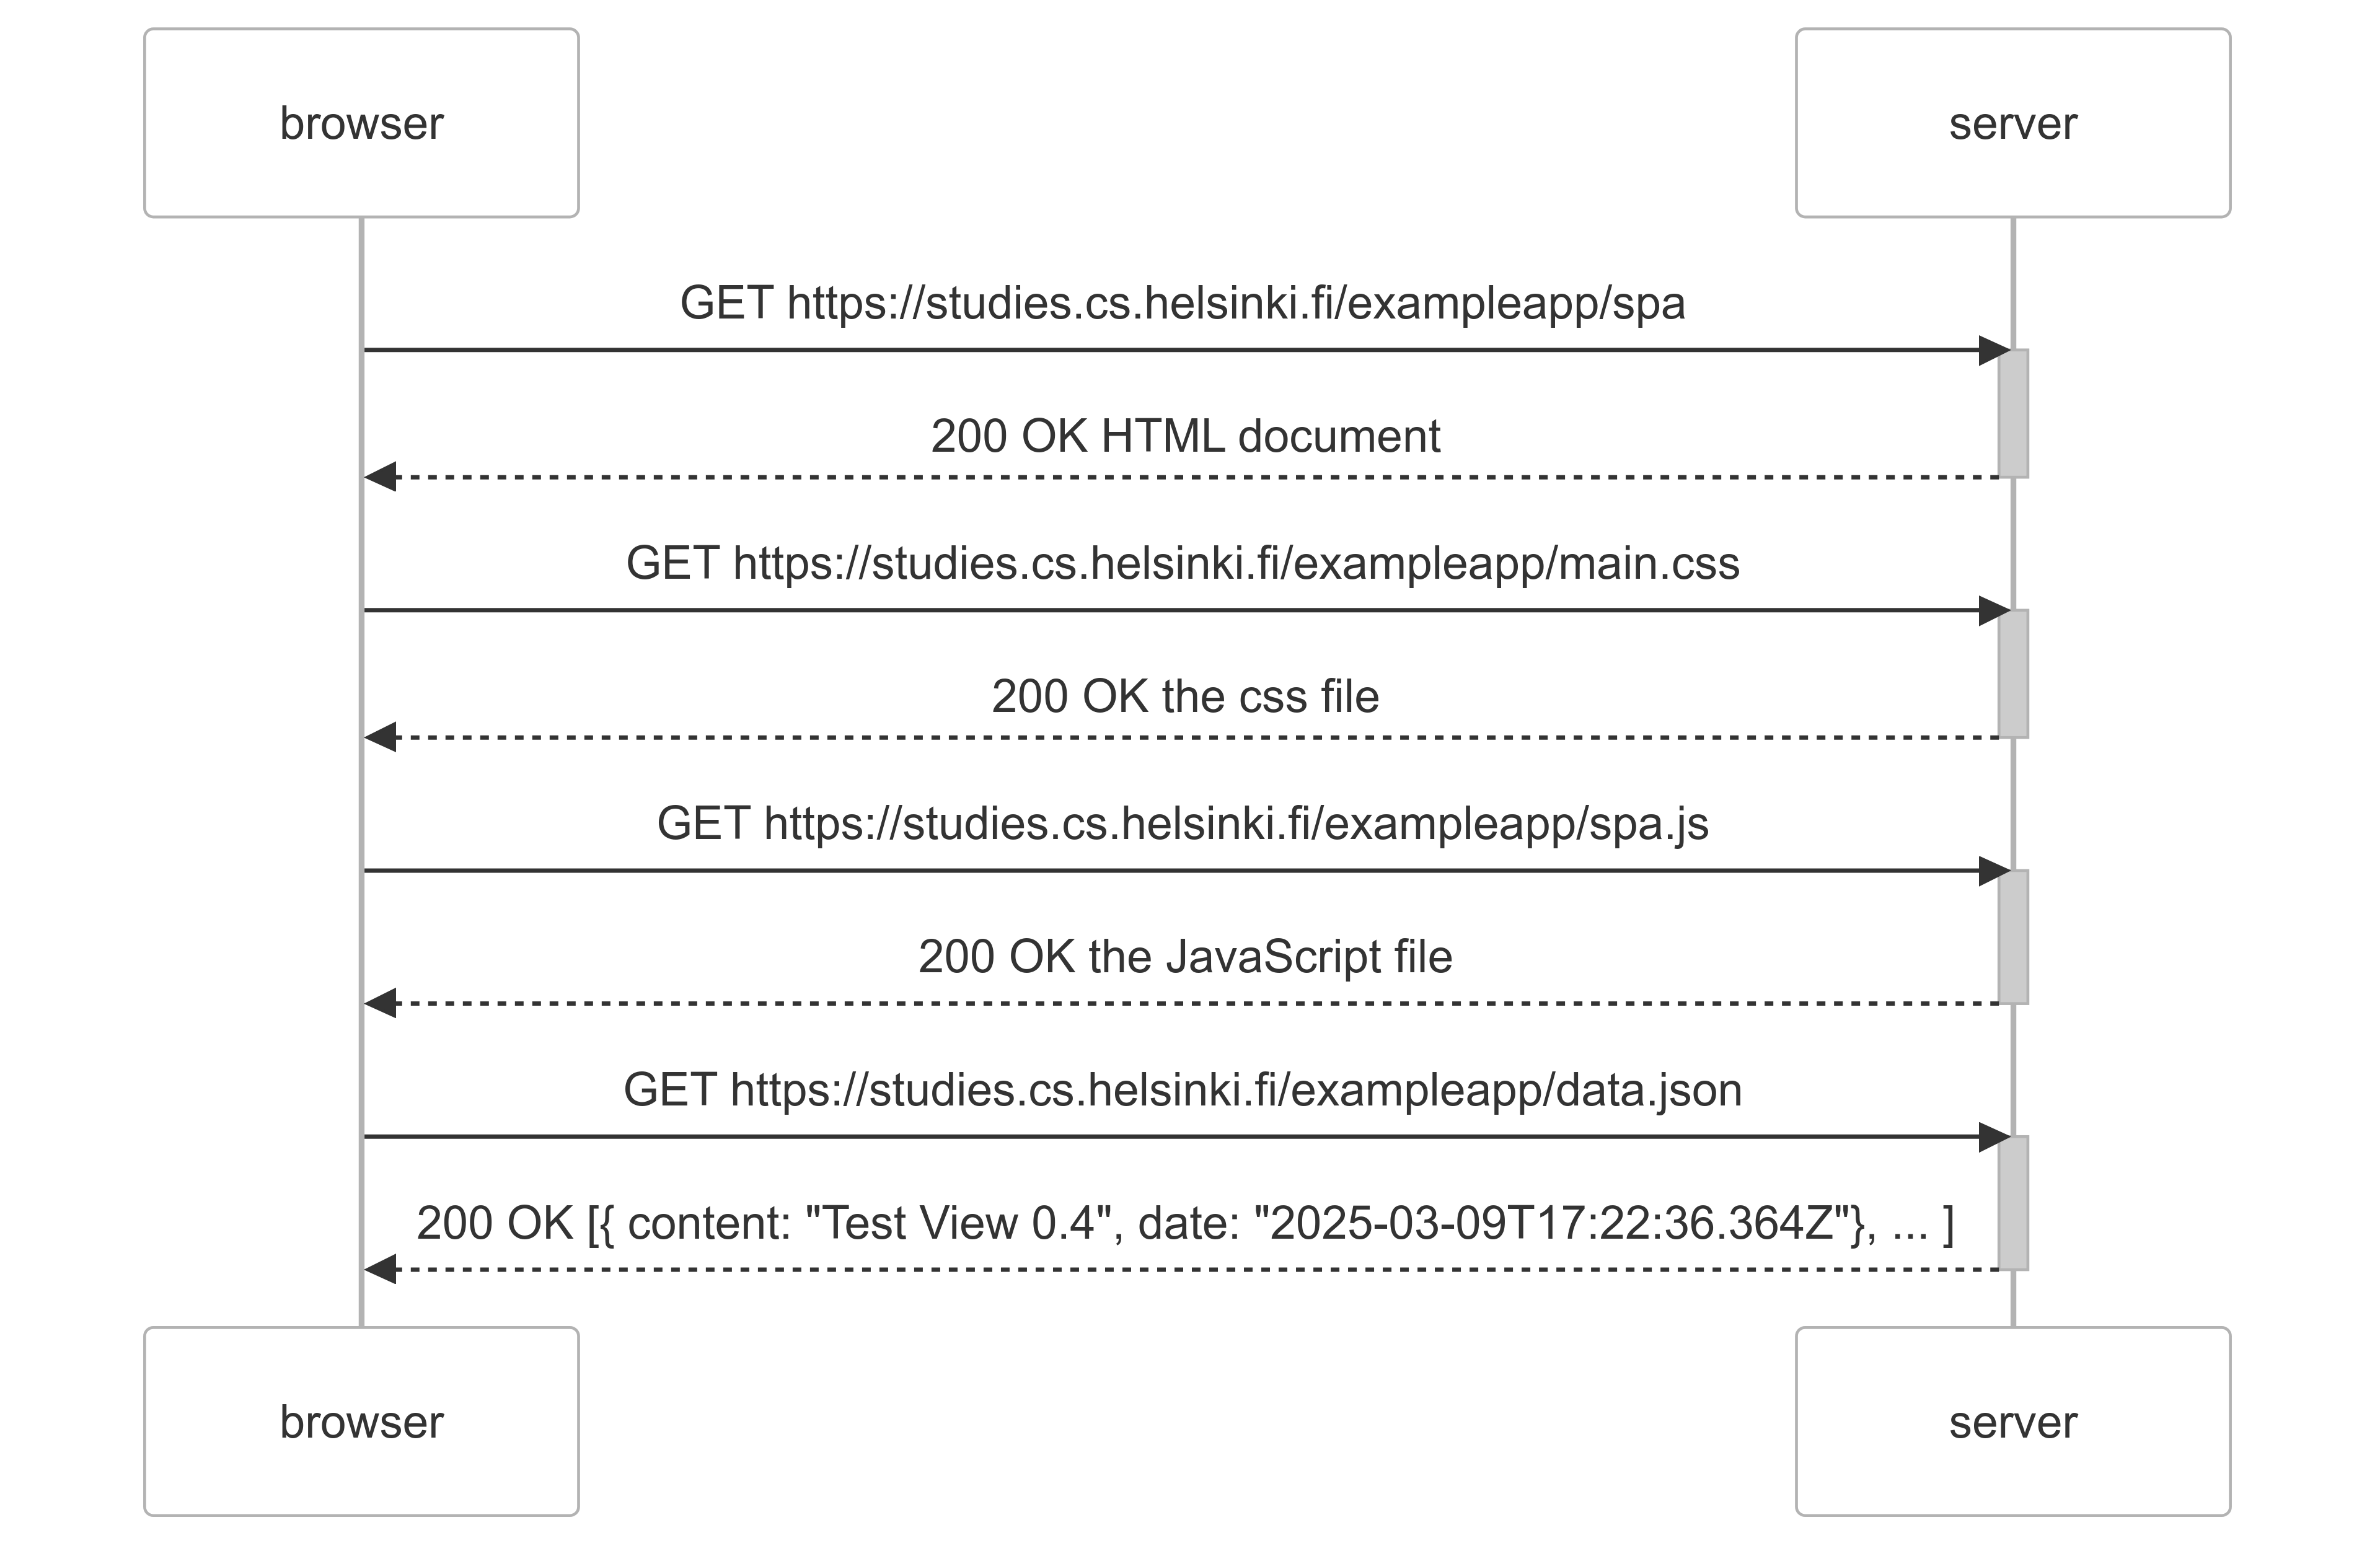 browser
server
GET https://studies.cs.helsinki.fi/exampleapp/spa
200 OK HTML document
GET https://studies.cs.helsinki.fi/exampleapp/main.css
200 OK the css file
GET https://studies.cs.helsinki.fi/exampleapp/spa.js
200 OK the JavaScript file
GET https://studies.cs.helsinki.fi/exampleapp/data.json
200 OK [{ content: "Test View 0.4", date: "2025-03-09T17:22:36.364Z"}, ... ]
browser
server